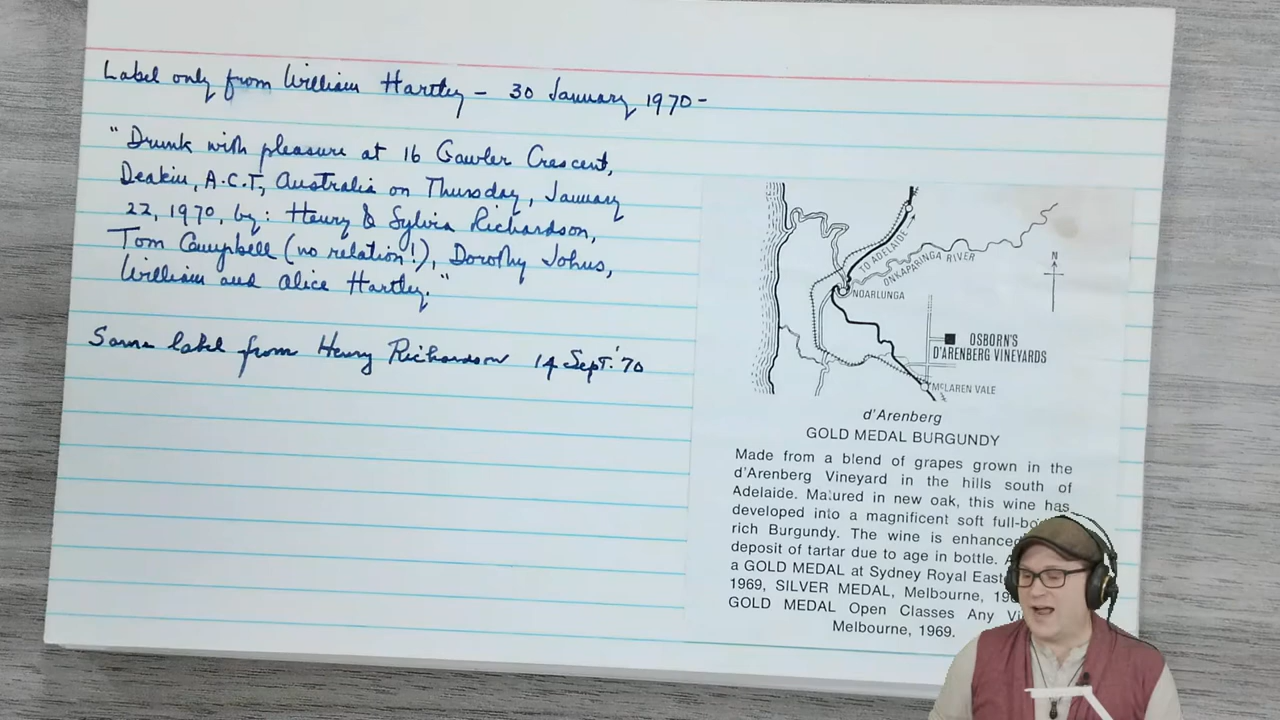 Label only from William Hartley - 30 January 1970-
"Drunk with pleasure at 16 Gawler Crescent,
Deakin, A.C.T, Australia on Thursday, January
22, 1970, by: Henry & Sylvia Richardson,
Tom Campbell (no relation!), Dorothy Johns,
William and Alice Hartley."
Same label from Henry Richardson 14 Sept. '70
TO ADELAIDE
ONKAPARINGA RIVER
N
NOARLUNGA
OSBORN'S
D'ARENBERG VINEYARDS
McLAREN VALE
d'Arenberg
GOLD MEDAL BURGUNDY
Made from a blend of grapes grown in the
d'Arenberg Vineyard in the hills south of
Adelaide. Matured in new oak, this wine has
developed into a magnificent soft full-bo
rich Burgundy. The wine is enhanced
deposit of tartar due to age in bottle.
a GOLD MEDAL at Sydney Royal East
1969, SILVER MEDAL, Melbourne, 19
GOLD MEDAL Open Classes Any Vi
Melbourne, 1969.